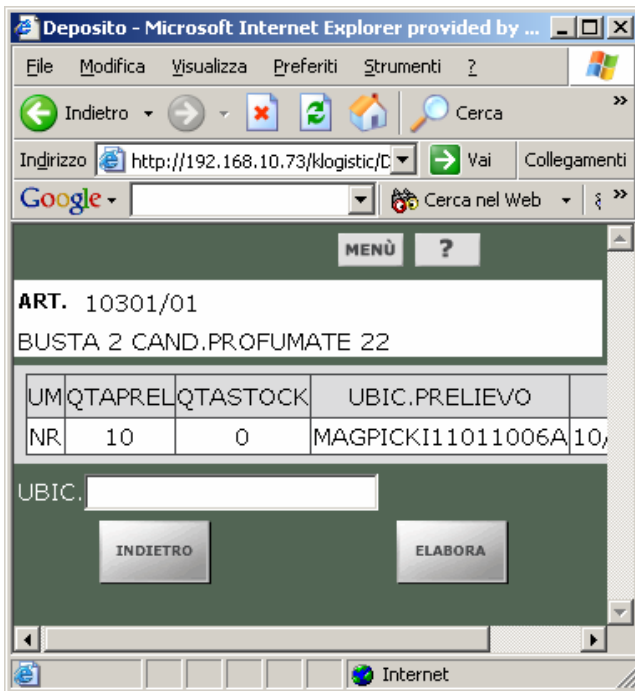 Deposito - Microsoft Internet Explorer provided by ...
File Modifica Visualizza Preferiti Strumenti ?
Indietro Cerca »
Indirizzo http://192.168.10.73/klogistic/D Vai Collegamenti
Google Cerca nel Web »
MENÙ ?
ART. 10301/01
BUSTA 2 CAND.PROFUMATE 22
UM QTAPREL QTASTOCK UBIC.PRELIEVO
NR 10 0 MAGPICKI11011006A 10/
UBIC.
INDIETRO ELABORA
Internet